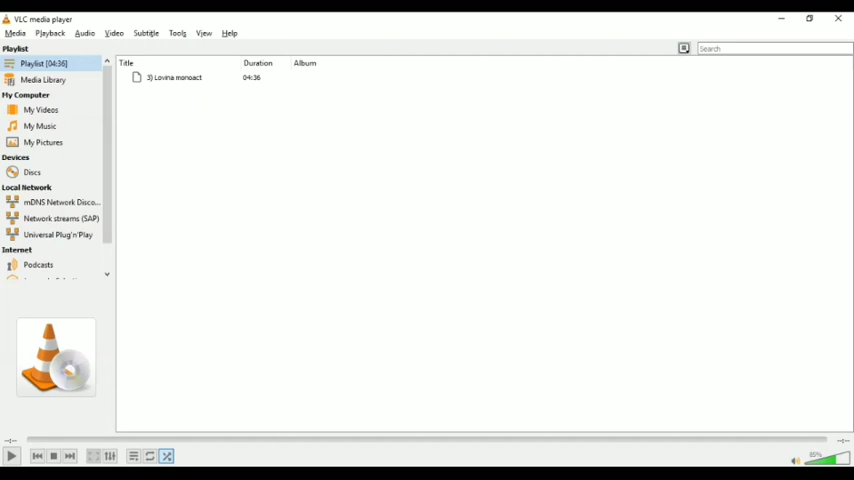 VLC media player
Media Playback Audio Video Subtitle Tools View Help
Playlist
Search
Playlist [04:36]
Title Duration Album
3) Lovina monoact 04:36
Media Library
My Computer
My Videos
My Music
My Pictures
Devices
Discs
Local Network
mDNS Network Disco...
Network streams (SAP)
Universal Plug'n'Play
Internet
Podcasts
--:--
--:--
85%